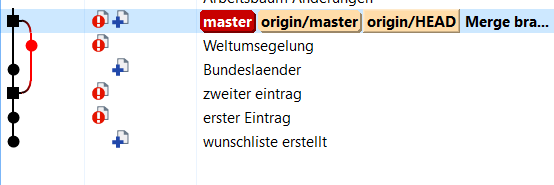 Arbeitsbaum Änderungen
master origin/master origin/HEAD Merge bra...
Weltumsegelung
Bundeslaender
zweiter eintrag
erster Eintrag
wunschliste erstellt